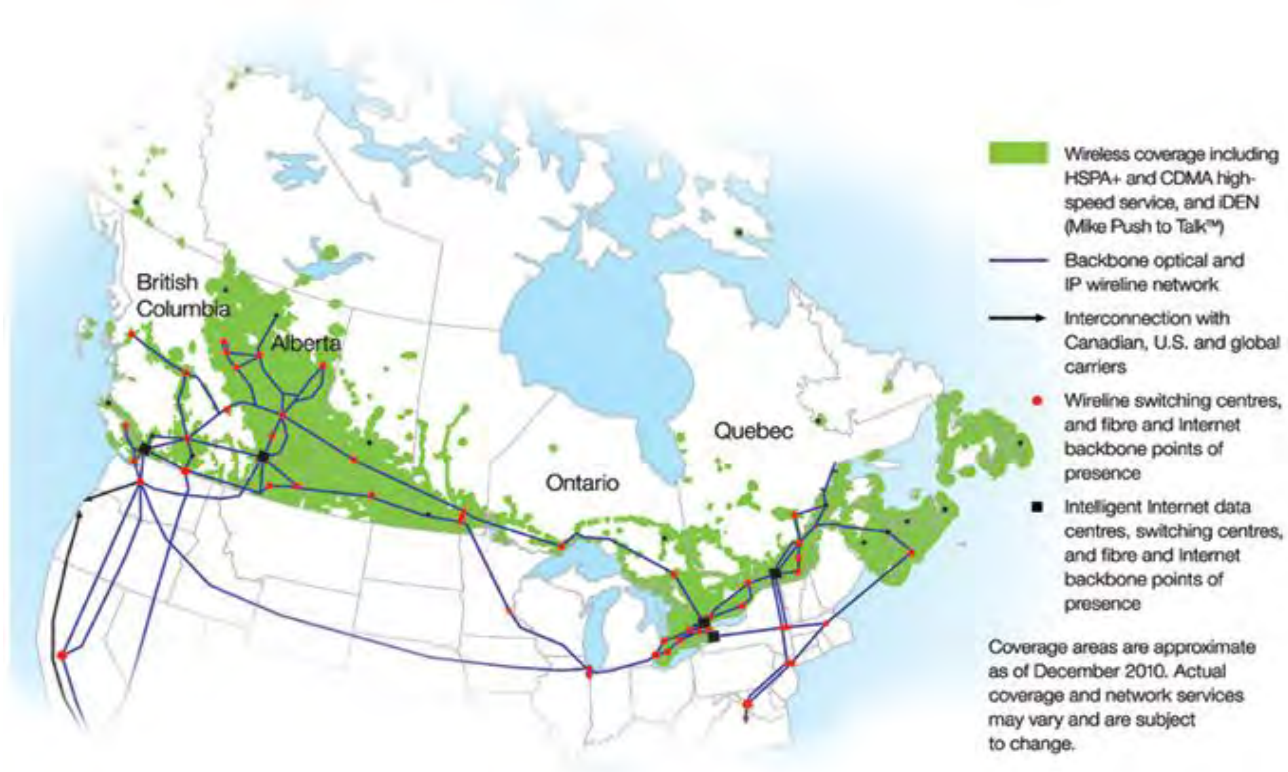 British
Columbia
Alberta
Ontario
Quebec
Wireless coverage including
HSPA+ and CDMA high-
speed service, and iDEN
(Mike Push to Talk™)
Backbone optical and
IP wireline network
Interconnection with
Canadian, U.S. and global
carriers
Wireline switching centres,
and fibre and Internet
backbone points of
presence
Intelligent Internet data
centres, switching centres,
and fibre and Internet
backbone points of
presence
Coverage areas are approximate
as of December 2010. Actual
coverage and network services
may vary and are subject
to change.